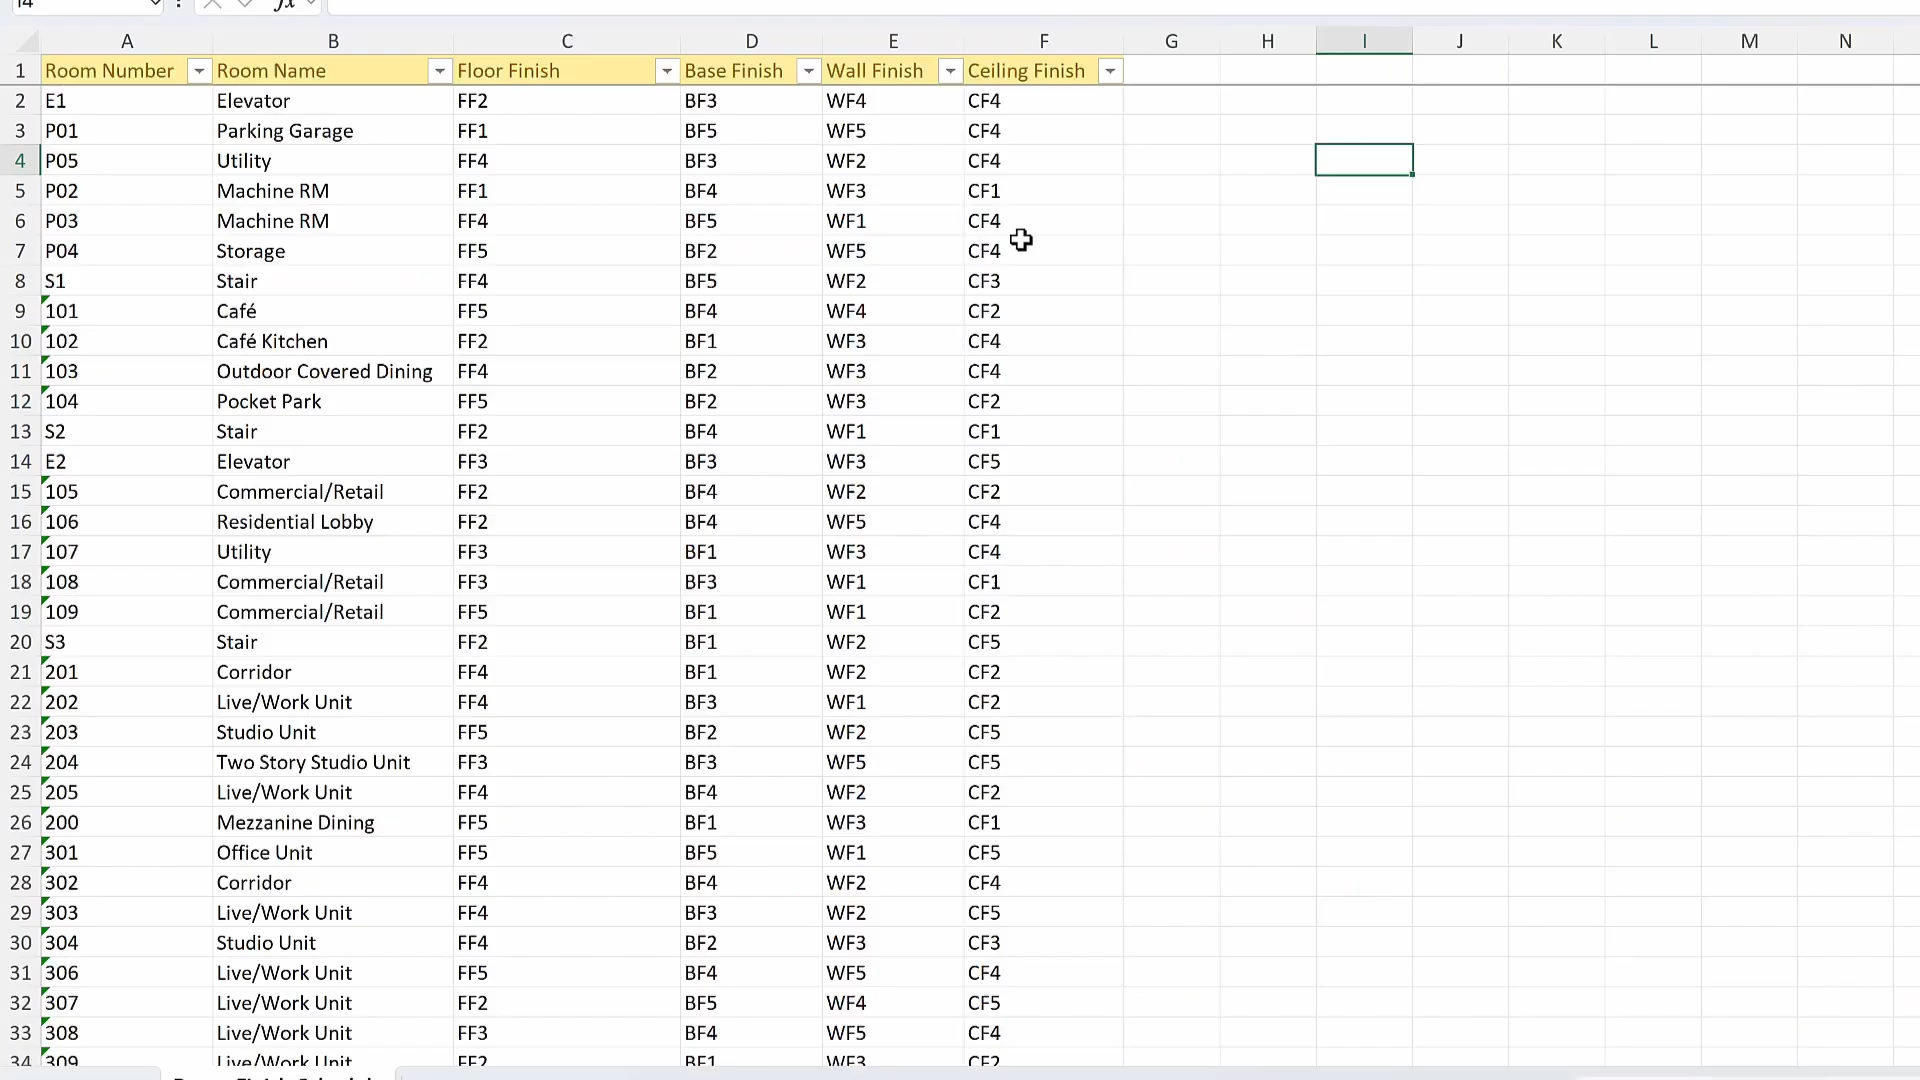 fx
A B C D E F G H I J K L M N
1 Room Number Room Name Floor Finish Base Finish Wall Finish Ceiling Finish
2 E1 Elevator FF2 BF3 WF4 CF4
3 P01 Parking Garage FF1 BF5 WF5 CF4
4 P05 Utility FF4 BF3 WF2 CF4
5 P02 Machine RM FF1 BF4 WF3 CF1
6 P03 Machine RM FF4 BF5 WF1 CF4
7 P04 Storage FF5 BF2 WF5 CF4
8 S1 Stair FF4 BF5 WF2 CF3
9 101 Café FF5 BF4 WF4 CF2
10 102 Café Kitchen FF2 BF1 WF3 CF4
11 103 Outdoor Covered Dining FF4 BF2 WF3 CF4
12 104 Pocket Park FF5 BF2 WF3 CF2
13 S2 Stair FF2 BF4 WF1 CF1
14 E2 Elevator FF3 BF3 WF3 CF5
15 105 Commercial/Retail FF2 BF4 WF2 CF2
16 106 Residential Lobby FF2 BF4 WF5 CF4
17 107 Utility FF3 BF1 WF3 CF4
18 108 Commercial/Retail FF3 BF3 WF1 CF1
19 109 Commercial/Retail FF5 BF1 WF1 CF2
20 S3 Stair FF2 BF1 WF2 CF5
21 201 Corridor FF4 BF1 WF2 CF2
22 202 Live/Work Unit FF4 BF3 WF1 CF2
23 203 Studio Unit FF5 BF2 WF2 CF5
24 204 Two Story Studio Unit FF3 BF3 WF5 CF5
25 205 Live/Work Unit FF4 BF4 WF2 CF2
26 200 Mezzanine Dining FF5 BF1 WF3 CF1
27 301 Office Unit FF5 BF5 WF1 CF5
28 302 Corridor FF4 BF4 WF2 CF4
29 303 Live/Work Unit FF4 BF3 WF2 CF5
30 304 Studio Unit FF4 BF2 WF3 CF3
31 306 Live/Work Unit FF5 BF4 WF5 CF4
32 307 Live/Work Unit FF2 BF5 WF4 CF5
33 308 Live/Work Unit FF3 BF4 WF5 CF4
34 309 Live/Work Unit FF2 BF1 WF3 CF2